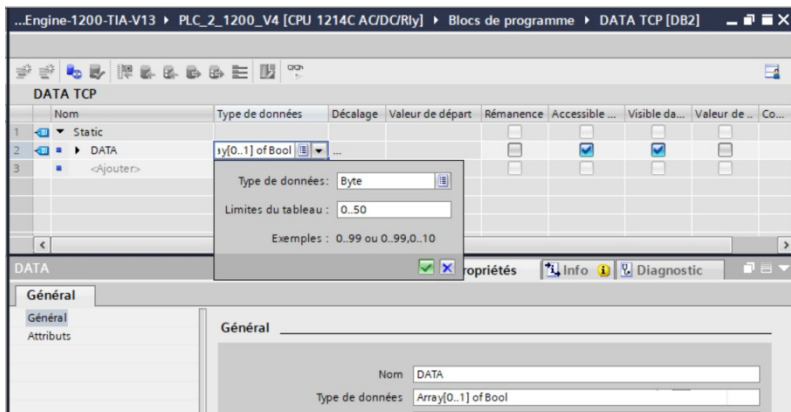 ...Engine-1200-TIA-V13 ▸ PLC_2_1200_V4 [CPU 1214C AC/DC/Rly] ▸ Blocs de programme ▸ DATA TCP [DB2]
DATA TCP
Nom Type de données Décalage Valeur de départ Rémanence Accessible ... Visible da... Valeur de .. Co...
1 Static
2 DATA ay[0..1] of Bool ...
3 <Ajouter>
Type de données: Byte
Limites du tableau : 0..50
Exemples : 0..99 ou 0..99,0..10
DATA ropriétés Info Diagnostic
Général
Général
Attributs
Général
Nom DATA
Type de données Array[0..1] of Bool